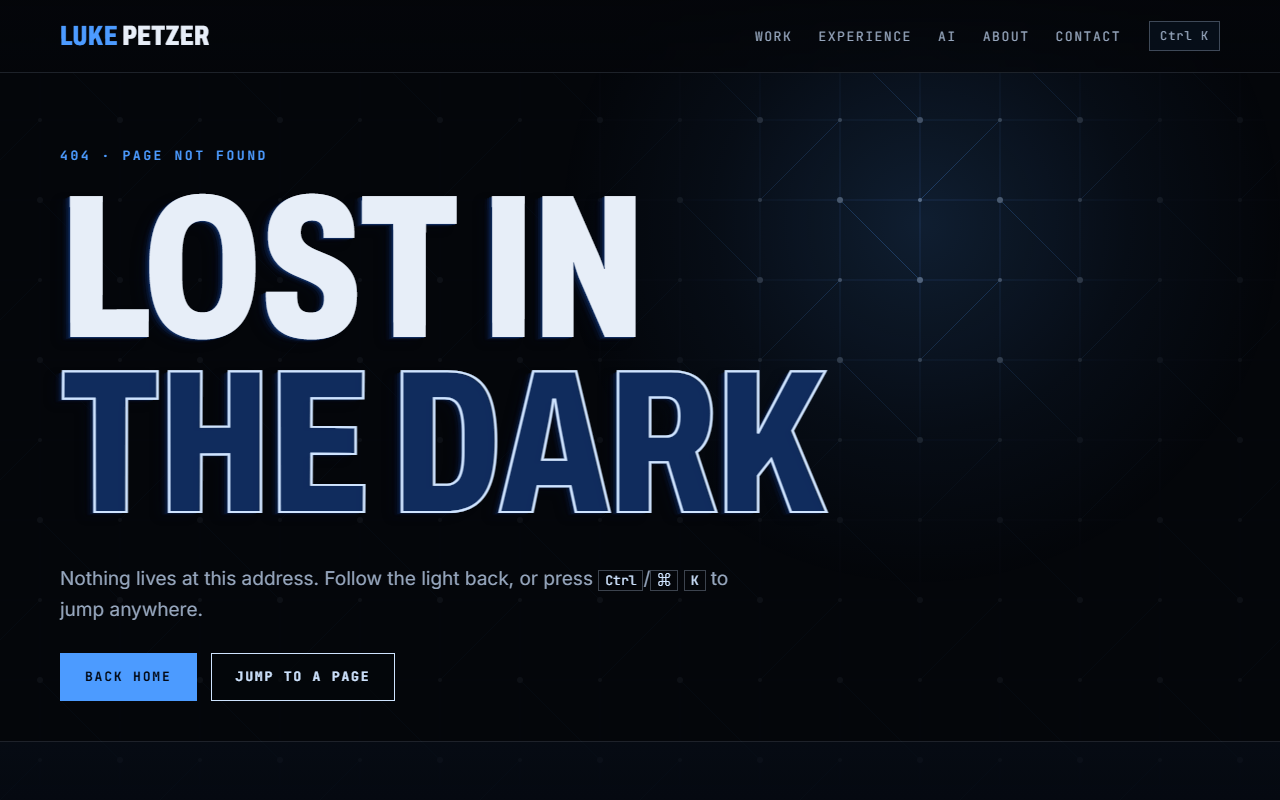 LUKE PETZER
WORK EXPERIENCE AI ABOUT CONTACT Ctrl K
404 · PAGE NOT FOUND
LOST IN
THE DARK
Nothing lives at this address. Follow the light back, or press Ctrl/⌘ K to
jump anywhere.
BACK HOME JUMP TO A PAGE